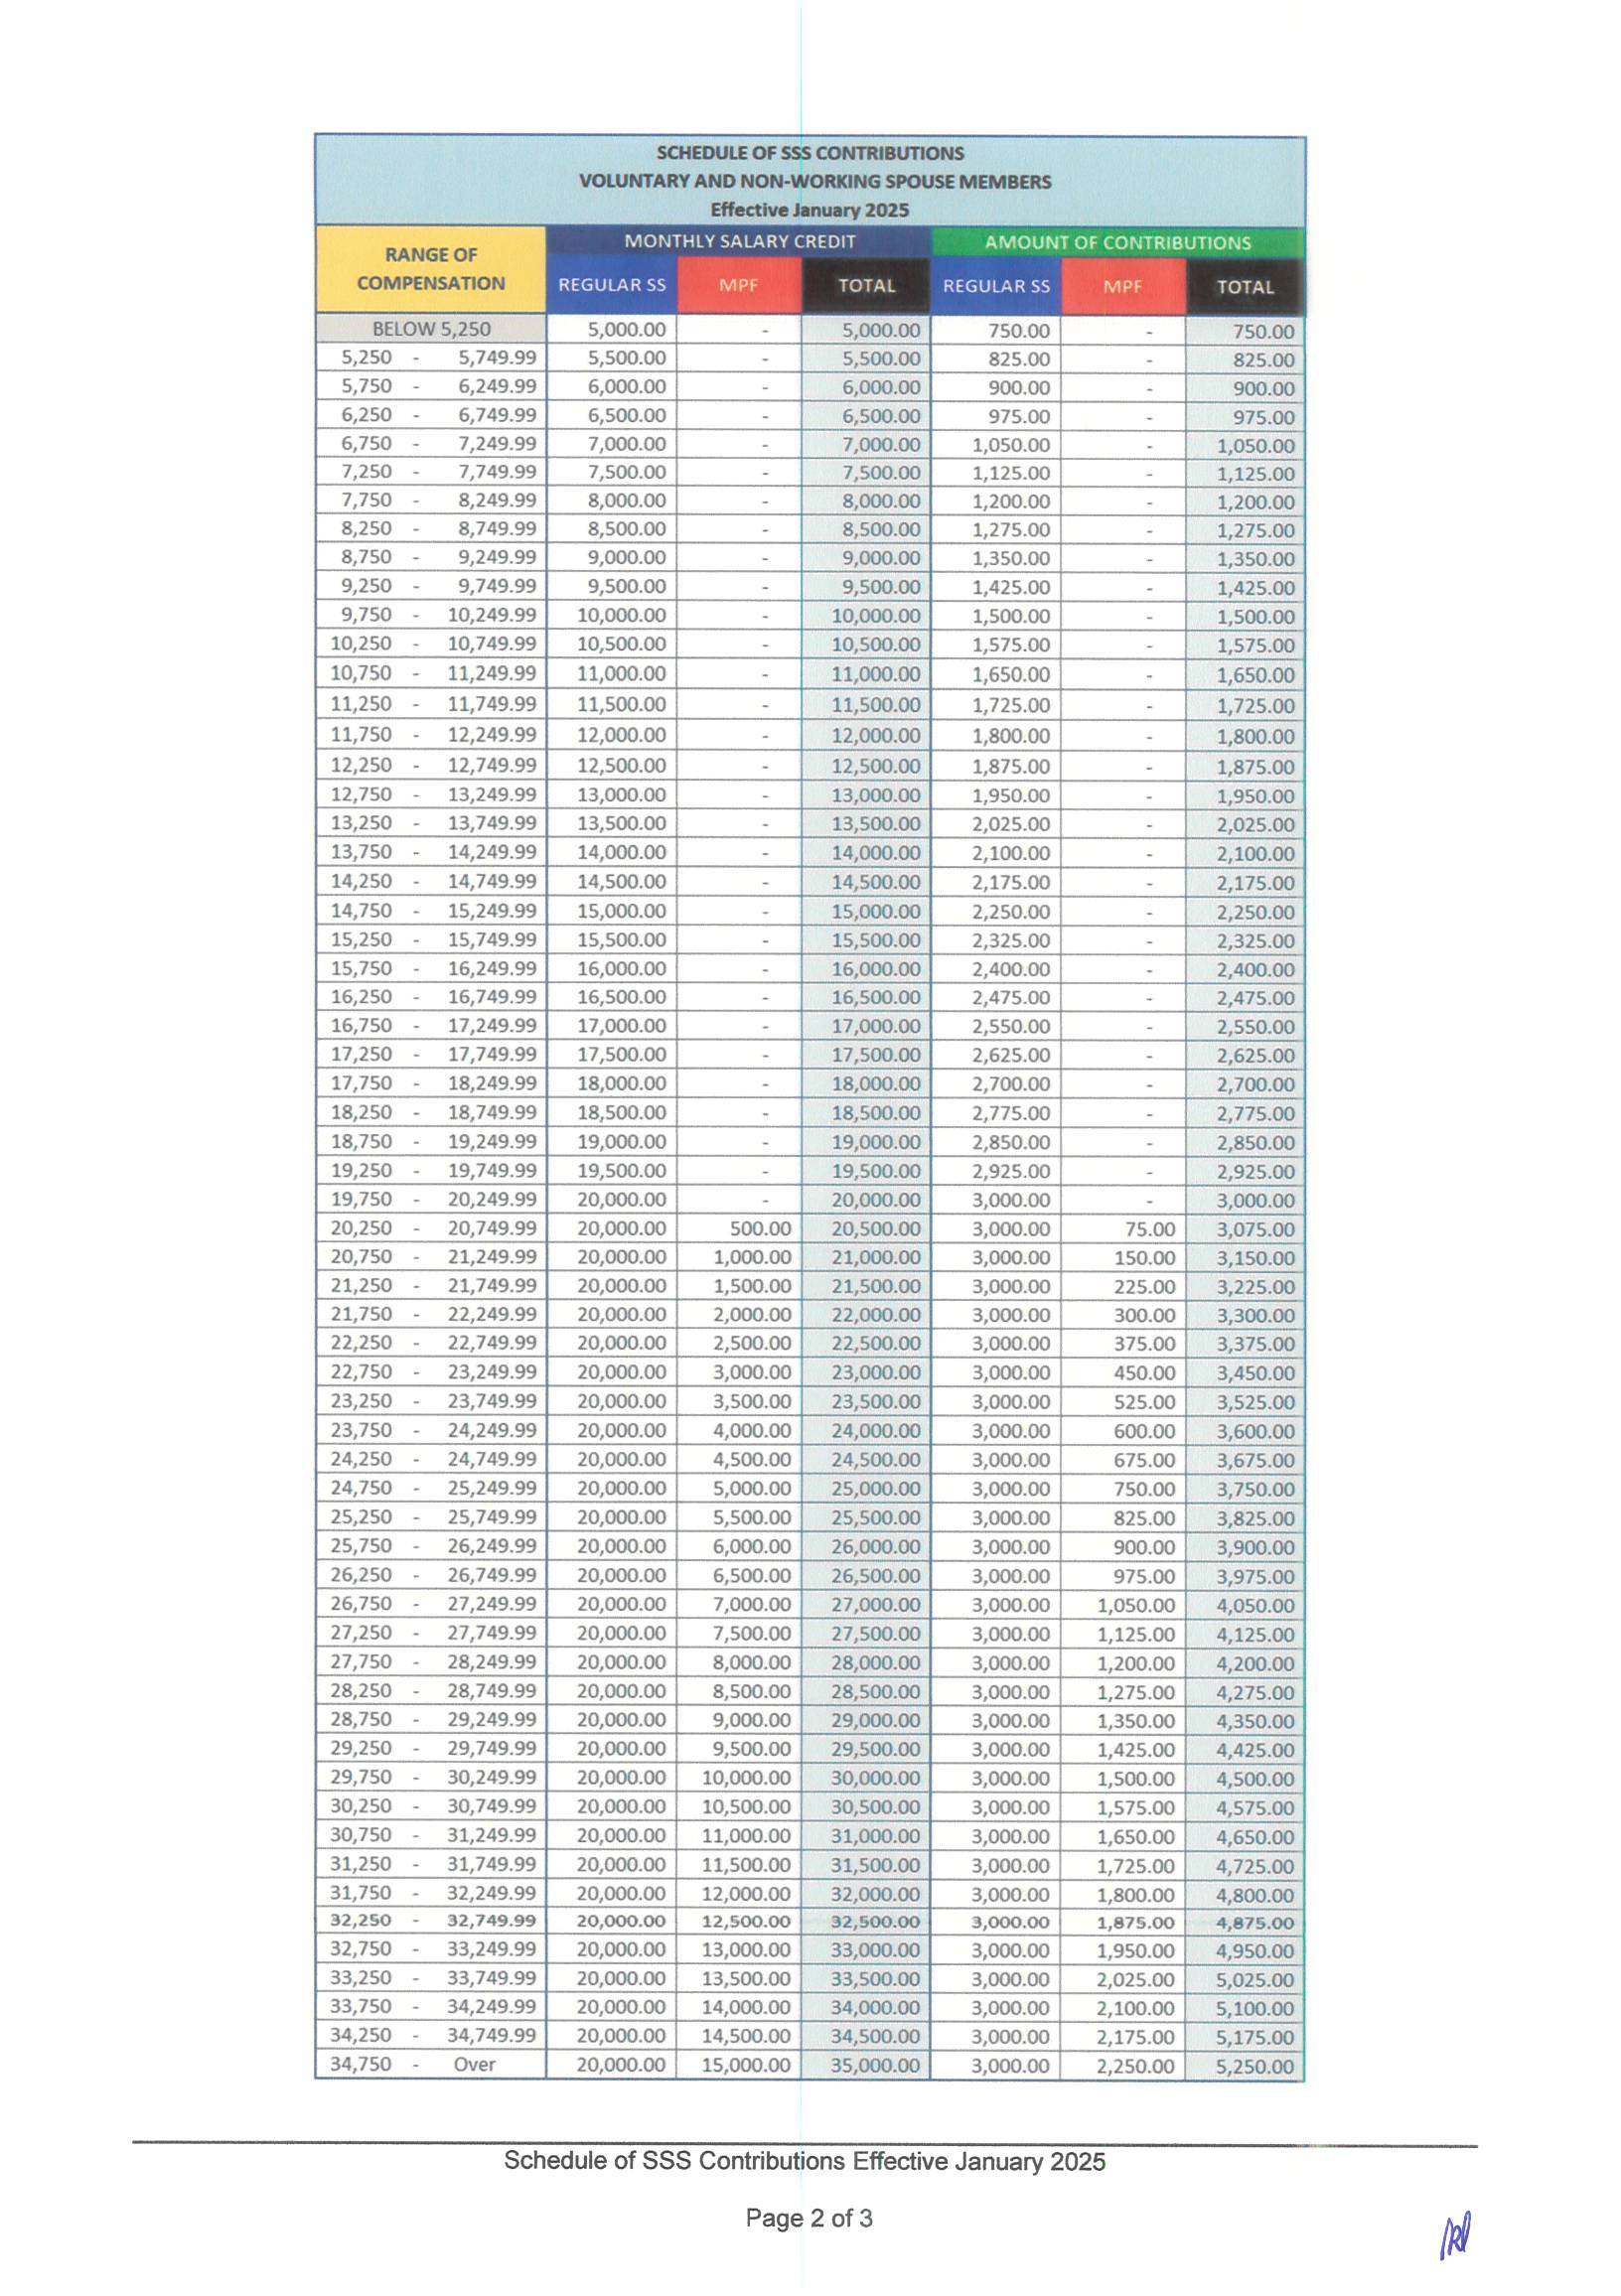 SCHEDULE OF SSS CONTRIBUTIONS
VOLUNTARY AND NON-WORKING SPOUSE MEMBERS
Effective January 2025
RANGE OF COMPENSATION MONTHLY SALARY CREDIT AMOUNT OF CONTRIBUTIONS
REGULAR SS MPF TOTAL REGULAR SS MPF TOTAL
BELOW 5,250 5,000.00 - 5,000.00 750.00 - 750.00
5,250 - 5,749.99 5,500.00 - 5,500.00 825.00 - 825.00
5,750 - 6,249.99 6,000.00 - 6,000.00 900.00 - 900.00
6,250 - 6,749.99 6,500.00 - 6,500.00 975.00 - 975.00
6,750 - 7,249.99 7,000.00 - 7,000.00 1,050.00 - 1,050.00
7,250 - 7,749.99 7,500.00 - 7,500.00 1,125.00 - 1,125.00
7,750 - 8,249.99 8,000.00 - 8,000.00 1,200.00 - 1,200.00
8,250 - 8,749.99 8,500.00 - 8,500.00 1,275.00 - 1,275.00
8,750 - 9,249.99 9,000.00 - 9,000.00 1,350.00 - 1,350.00
9,250 - 9,749.99 9,500.00 - 9,500.00 1,425.00 - 1,425.00
9,750 - 10,249.99 10,000.00 - 10,000.00 1,500.00 - 1,500.00
10,250 - 10,749.99 10,500.00 - 10,500.00 1,575.00 - 1,575.00
10,750 - 11,249.99 11,000.00 - 11,000.00 1,650.00 - 1,650.00
11,250 - 11,749.99 11,500.00 - 11,500.00 1,725.00 - 1,725.00
11,750 - 12,249.99 12,000.00 - 12,000.00 1,800.00 - 1,800.00
12,250 - 12,749.99 12,500.00 - 12,500.00 1,875.00 - 1,875.00
12,750 - 13,249.99 13,000.00 - 13,000.00 1,950.00 - 1,950.00
13,250 - 13,749.99 13,500.00 - 13,500.00 2,025.00 - 2,025.00
13,750 - 14,249.99 14,000.00 - 14,000.00 2,100.00 - 2,100.00
14,250 - 14,749.99 14,500.00 - 14,500.00 2,175.00 - 2,175.00
14,750 - 15,249.99 15,000.00 - 15,000.00 2,250.00 - 2,250.00
15,250 - 15,749.99 15,500.00 - 15,500.00 2,325.00 - 2,325.00
15,750 - 16,249.99 16,000.00 - 16,000.00 2,400.00 - 2,400.00
16,250 - 16,749.99 16,500.00 - 16,500.00 2,475.00 - 2,475.00
16,750 - 17,249.99 17,000.00 - 17,000.00 2,550.00 - 2,550.00
17,250 - 17,749.99 17,500.00 - 17,500.00 2,625.00 - 2,625.00
17,750 - 18,249.99 18,000.00 - 18,000.00 2,700.00 - 2,700.00
18,250 - 18,749.99 18,500.00 - 18,500.00 2,775.00 - 2,775.00
18,750 - 19,249.99 19,000.00 - 19,000.00 2,850.00 - 2,850.00
19,250 - 19,749.99 19,500.00 - 19,500.00 2,925.00 - 2,925.00
19,750 - 20,249.99 20,000.00 - 20,000.00 3,000.00 - 3,000.00
20,250 - 20,749.99 20,000.00 500.00 20,500.00 3,000.00 75.00 3,075.00
20,750 - 21,249.99 20,000.00 1,000.00 21,000.00 3,000.00 150.00 3,150.00
21,250 - 21,749.99 20,000.00 1,500.00 21,500.00 3,000.00 225.00 3,225.00
21,750 - 22,249.99 20,000.00 2,000.00 22,000.00 3,000.00 300.00 3,300.00
22,250 - 22,749.99 20,000.00 2,500.00 22,500.00 3,000.00 375.00 3,375.00
22,750 - 23,249.99 20,000.00 3,000.00 23,000.00 3,000.00 450.00 3,450.00
23,250 - 23,749.99 20,000.00 3,500.00 23,500.00 3,000.00 525.00 3,525.00
23,750 - 24,249.99 20,000.00 4,000.00 24,000.00 3,000.00 600.00 3,600.00
24,250 - 24,749.99 20,000.00 4,500.00 24,500.00 3,000.00 675.00 3,675.00
24,750 - 25,249.99 20,000.00 5,000.00 25,000.00 3,000.00 750.00 3,750.00
25,250 - 25,749.99 20,000.00 5,500.00 25,500.00 3,000.00 825.00 3,825.00
25,750 - 26,249.99 20,000.00 6,000.00 26,000.00 3,000.00 900.00 3,900.00
26,250 - 26,749.99 20,000.00 6,500.00 26,500.00 3,000.00 975.00 3,975.00
26,750 - 27,249.99 20,000.00 7,000.00 27,000.00 3,000.00 1,050.00 4,050.00
27,250 - 27,749.99 20,000.00 7,500.00 27,500.00 3,000.00 1,125.00 4,125.00
27,750 - 28,249.99 20,000.00 8,000.00 28,000.00 3,000.00 1,200.00 4,200.00
28,250 - 28,749.99 20,000.00 8,500.00 28,500.00 3,000.00 1,275.00 4,275.00
28,750 - 29,249.99 20,000.00 9,000.00 29,000.00 3,000.00 1,350.00 4,350.00
29,250 - 29,749.99 20,000.00 9,500.00 29,500.00 3,000.00 1,425.00 4,425.00
29,750 - 30,249.99 20,000.00 10,000.00 30,000.00 3,000.00 1,500.00 4,500.00
30,250 - 30,749.99 20,000.00 10,500.00 30,500.00 3,000.00 1,575.00 4,575.00
30,750 - 31,249.99 20,000.00 11,000.00 31,000.00 3,000.00 1,650.00 4,650.00
31,250 - 31,749.99 20,000.00 11,500.00 31,500.00 3,000.00 1,725.00 4,725.00
31,750 - 32,249.99 20,000.00 12,000.00 32,000.00 3,000.00 1,800.00 4,800.00
32,250 - 32,749.99 20,000.00 12,500.00 32,500.00 3,000.00 1,875.00 4,875.00
32,750 - 33,249.99 20,000.00 13,000.00 33,000.00 3,000.00 1,950.00 4,950.00
33,250 - 33,749.99 20,000.00 13,500.00 33,500.00 3,000.00 2,025.00 5,025.00
33,750 - 34,249.99 20,000.00 14,000.00 34,000.00 3,000.00 2,100.00 5,100.00
34,250 - 34,749.99 20,000.00 14,500.00 34,500.00 3,000.00 2,175.00 5,175.00
34,750 - Over 20,000.00 15,000.00 35,000.00 3,000.00 2,250.00 5,250.00
Schedule of SSS Contributions Effective January 2025
Page 2 of 3